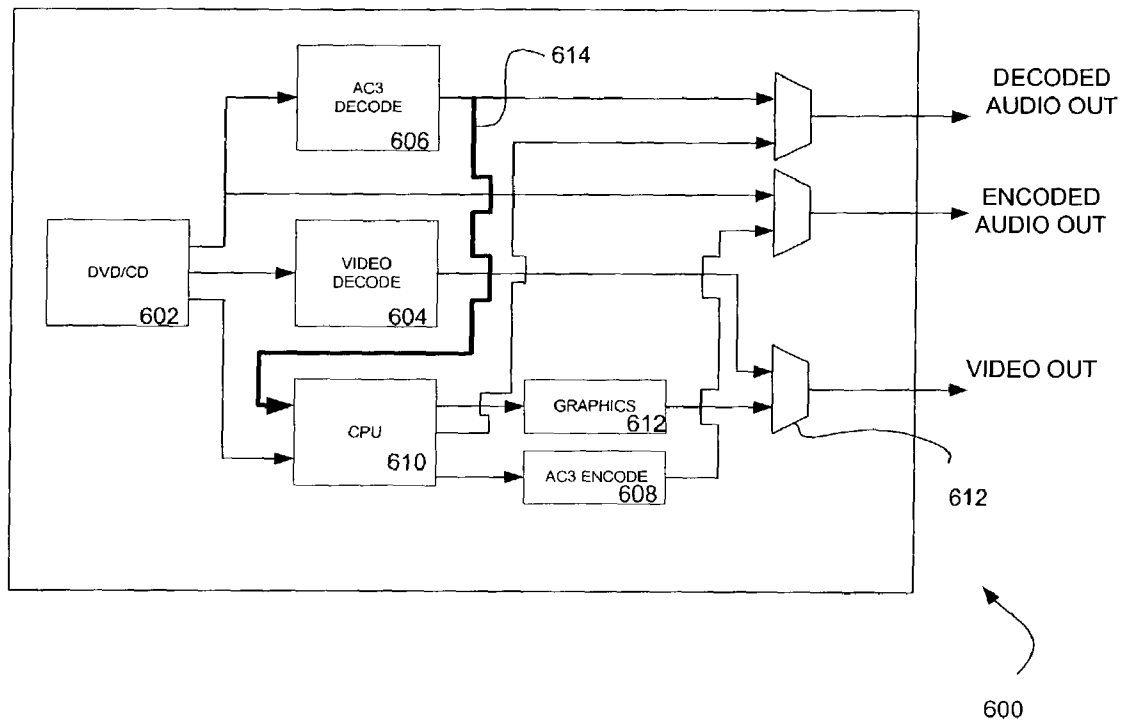 614
DECODED
AUDIO OUT
AC3
DECODE
606
ENCODED
AUDIO OUT
DVD/CD
602
VIDEO
DECODE
604
VIDEO OUT
GRAPHICS
612
CPU
610
AC3 ENCODE
608
612
600